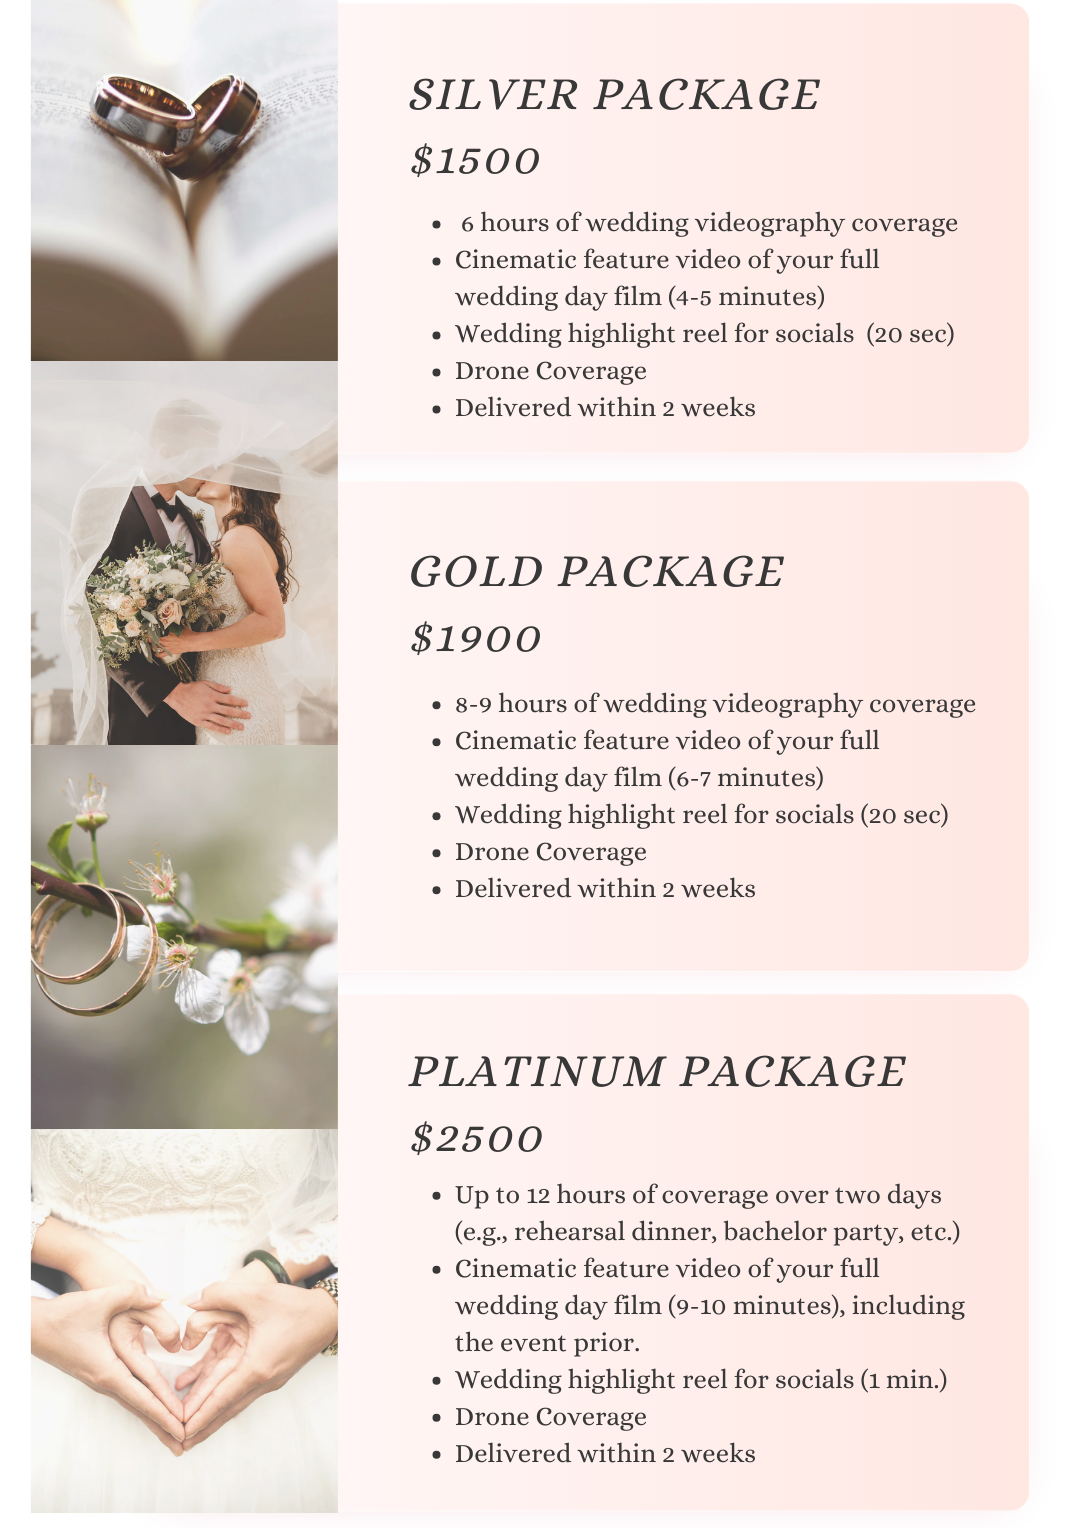 SILVER PACKAGE
$1500
• 6 hours of wedding videography coverage
• Cinematic feature video of your full
wedding day film (4-5 minutes)
• Wedding highlight reel for socials  (20 sec)
• Drone Coverage
• Delivered within 2 weeks
GOLD PACKAGE
$1900
• 8-9 hours of wedding videography coverage
• Cinematic feature video of your full
wedding day film (6-7 minutes)
• Wedding highlight reel for socials (20 sec)
• Drone Coverage
• Delivered within 2 weeks
PLATINUM PACKAGE
$2500
• Up to 12 hours of coverage over two days
(e.g., rehearsal dinner, bachelor party, etc.)
• Cinematic feature video of your full
wedding day film (9-10 minutes), including
the event prior.
• Wedding highlight reel for socials (1 min.)
• Drone Coverage
• Delivered within 2 weeks